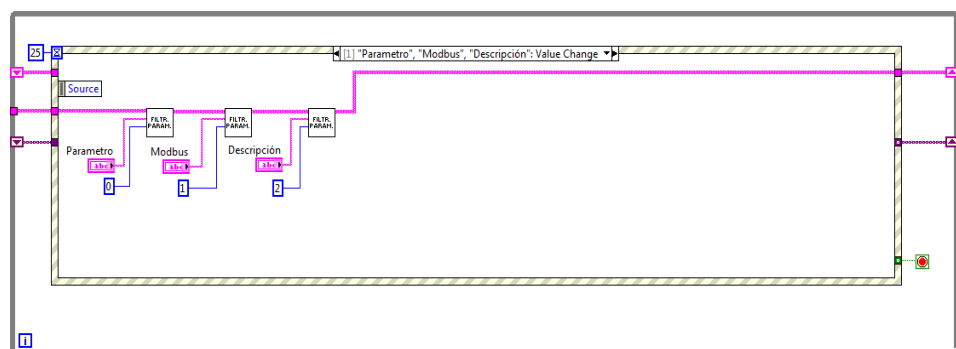 25
[1] "Parametro", "Modbus", "Descripción": Value Change
Source
FILTR. PARAM.
FILTR. PARAM.
FILTR. PARAM.
Parametro
Modbus
Descripción
abc
abc
abc
0
1
2
i